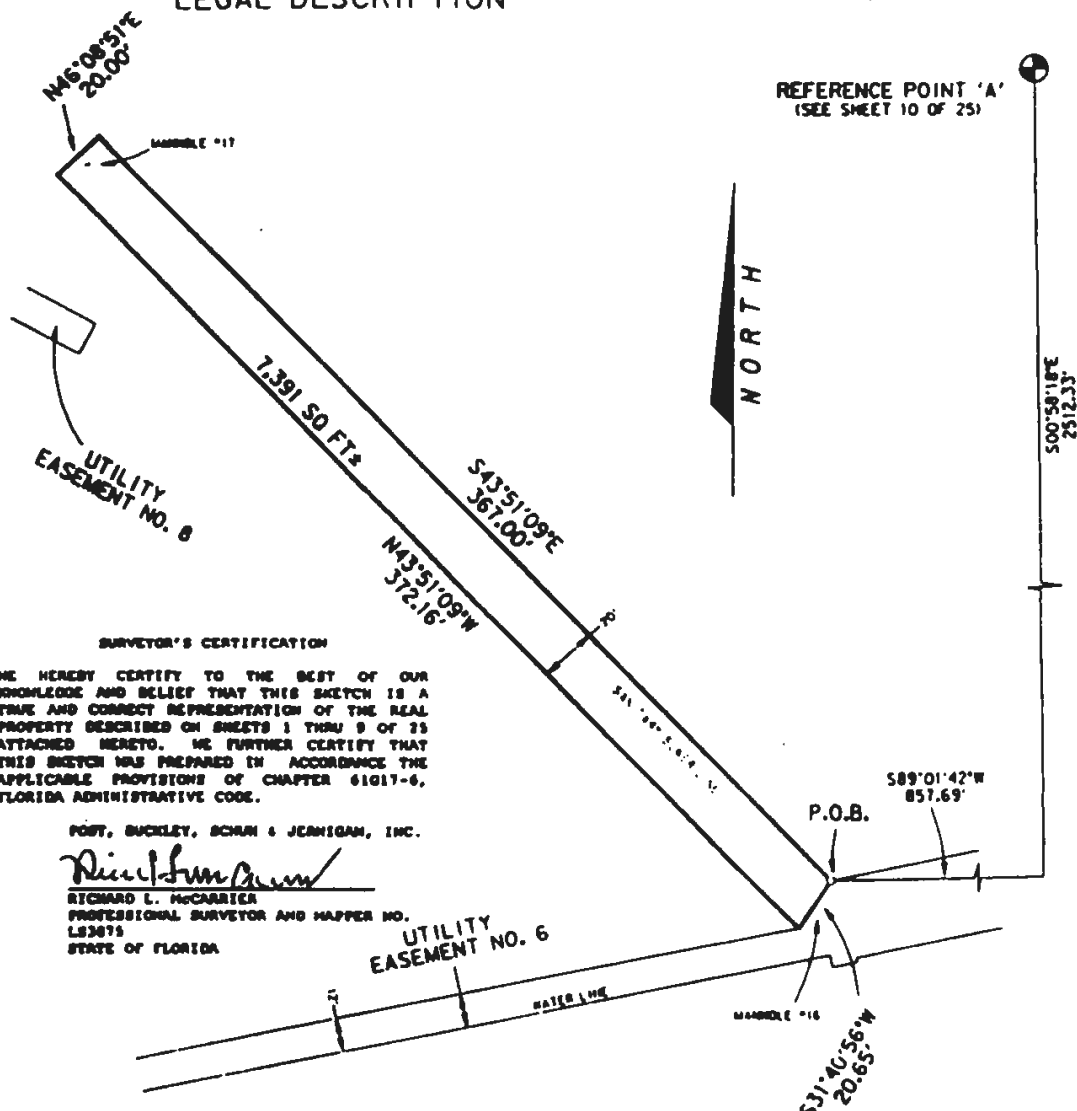 LEGAL DESCRIPTION
N46°08'51"E
20.00'
MANHOLE #17
REFERENCE POINT 'A'
(SEE SHEET 10 OF 25)
NORTH
S00°58'18"E
2512.33'
7,391 SQ FT±
UTILITY
EASEMENT NO. 8
S43°51'09"E
367.00'
N43°51'09"W
372.16'
20'
SURVEYOR'S CERTIFICATION
WE HEREBY CERTIFY TO THE BEST OF OUR
KNOWLEDGE AND BELIEF THAT THIS SKETCH IS A
TRUE AND CORRECT REPRESENTATION OF THE REAL
PROPERTY DESCRIBED ON SHEETS 1 THRU 9 OF 25
ATTACHED HERETO. WE FURTHER CERTIFY THAT
THIS SKETCH WAS PREPARED IN ACCORDANCE THE
APPLICABLE PROVISIONS OF CHAPTER 61G17-6,
FLORIDA ADMINISTRATIVE CODE.
POST, BUCKLEY, SCHUH & JERNIGAN, INC.
RICHARD L. McCARRIER
PROFESSIONAL SURVEYOR AND MAPPER NO.
LS3875
STATE OF FLORIDA
S89°01'42"W
857.69'
P.O.B.
UTILITY
EASEMENT NO. 6
12'
WATER LINE
MANHOLE #16
S31°40'56"W
20.65'